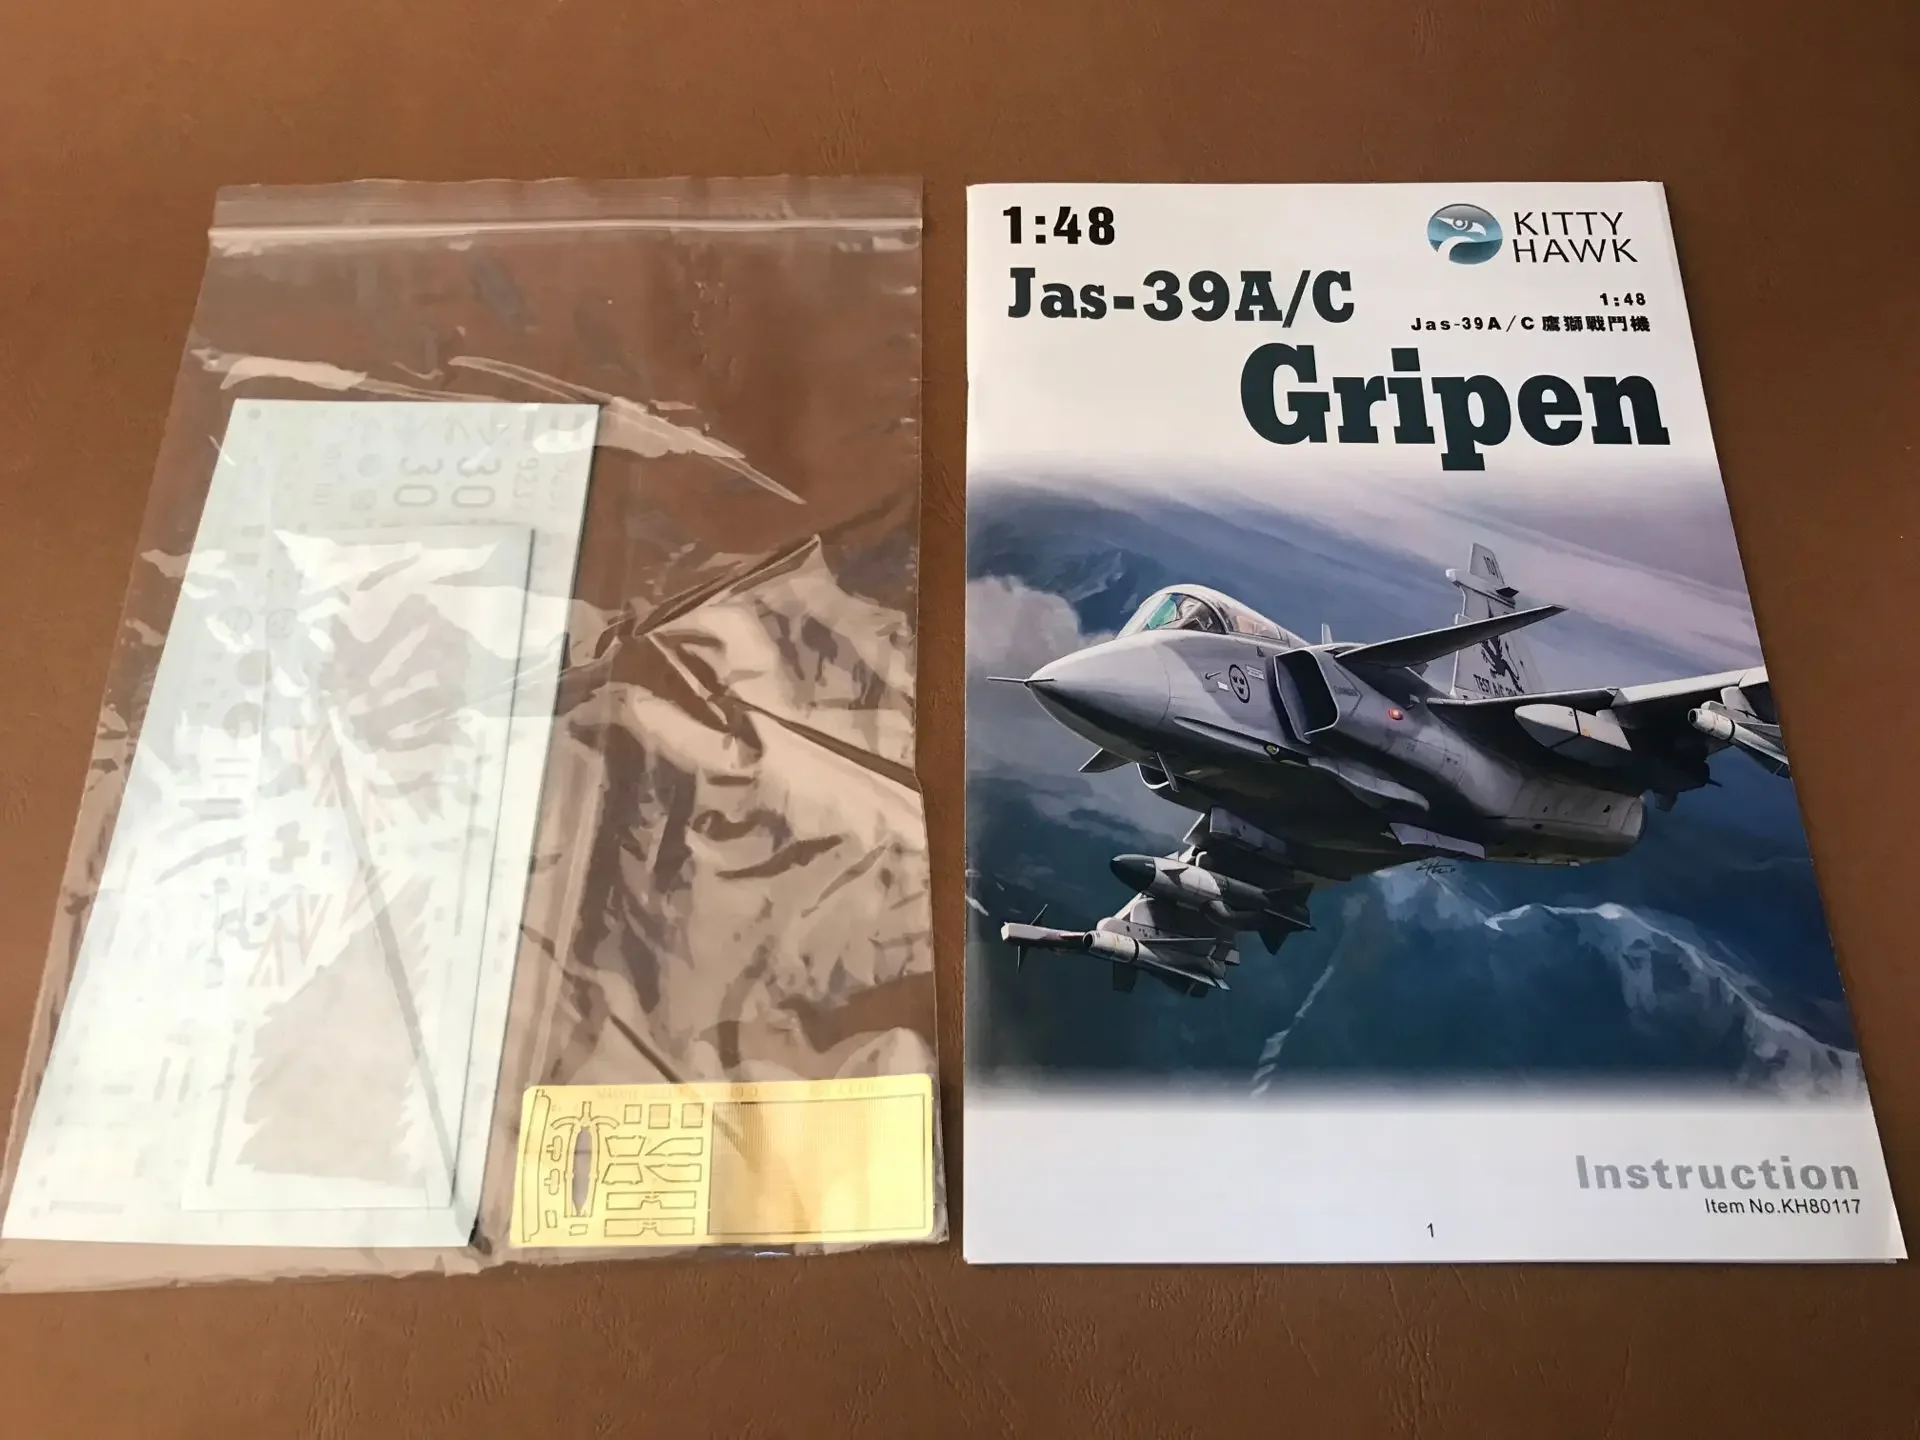 1:48
KITTY
HAWK
Jas-39A/C
1:48
Jas-39A/C 鷹獅戰鬥機
Gripen
101
Instruction
Item No.KH80117
1
30
30